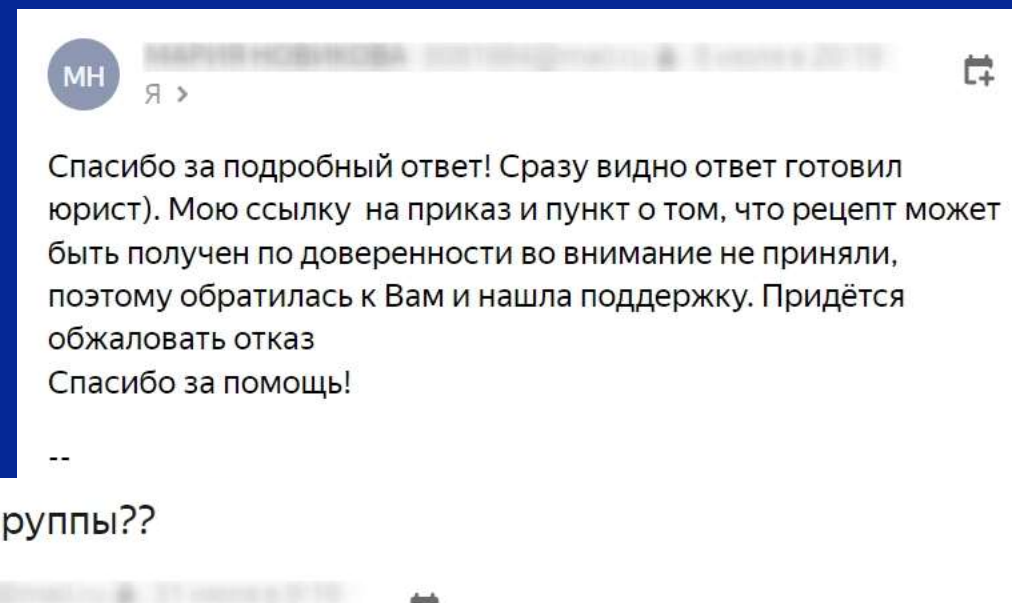 МН
Я >
Спасибо за подробный ответ! Сразу видно ответ готовил
юрист). Мою ссылку на приказ и пункт о том, что рецепт может
быть получен по доверенности во внимание не приняли,
поэтому обратилась к Вам и нашла поддержку. Придётся
обжаловать отказ
Спасибо за помощь!
--
руппы??